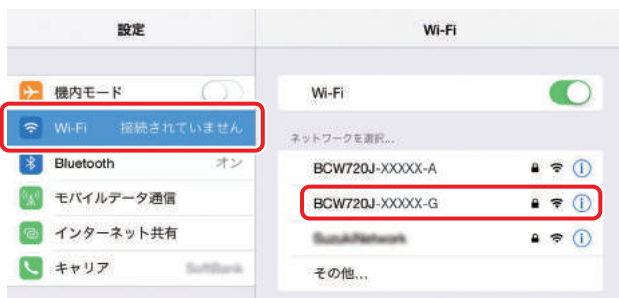 設定
機内モード
Wi-Fi 接続されていません
Bluetooth オン
モバイルデータ通信
インターネット共有
キャリア SoftBank
Wi-Fi
Wi-Fi
ネットワークを選択...
BCW720J-XXXXX-A
BCW720J-XXXXX-G
その他...